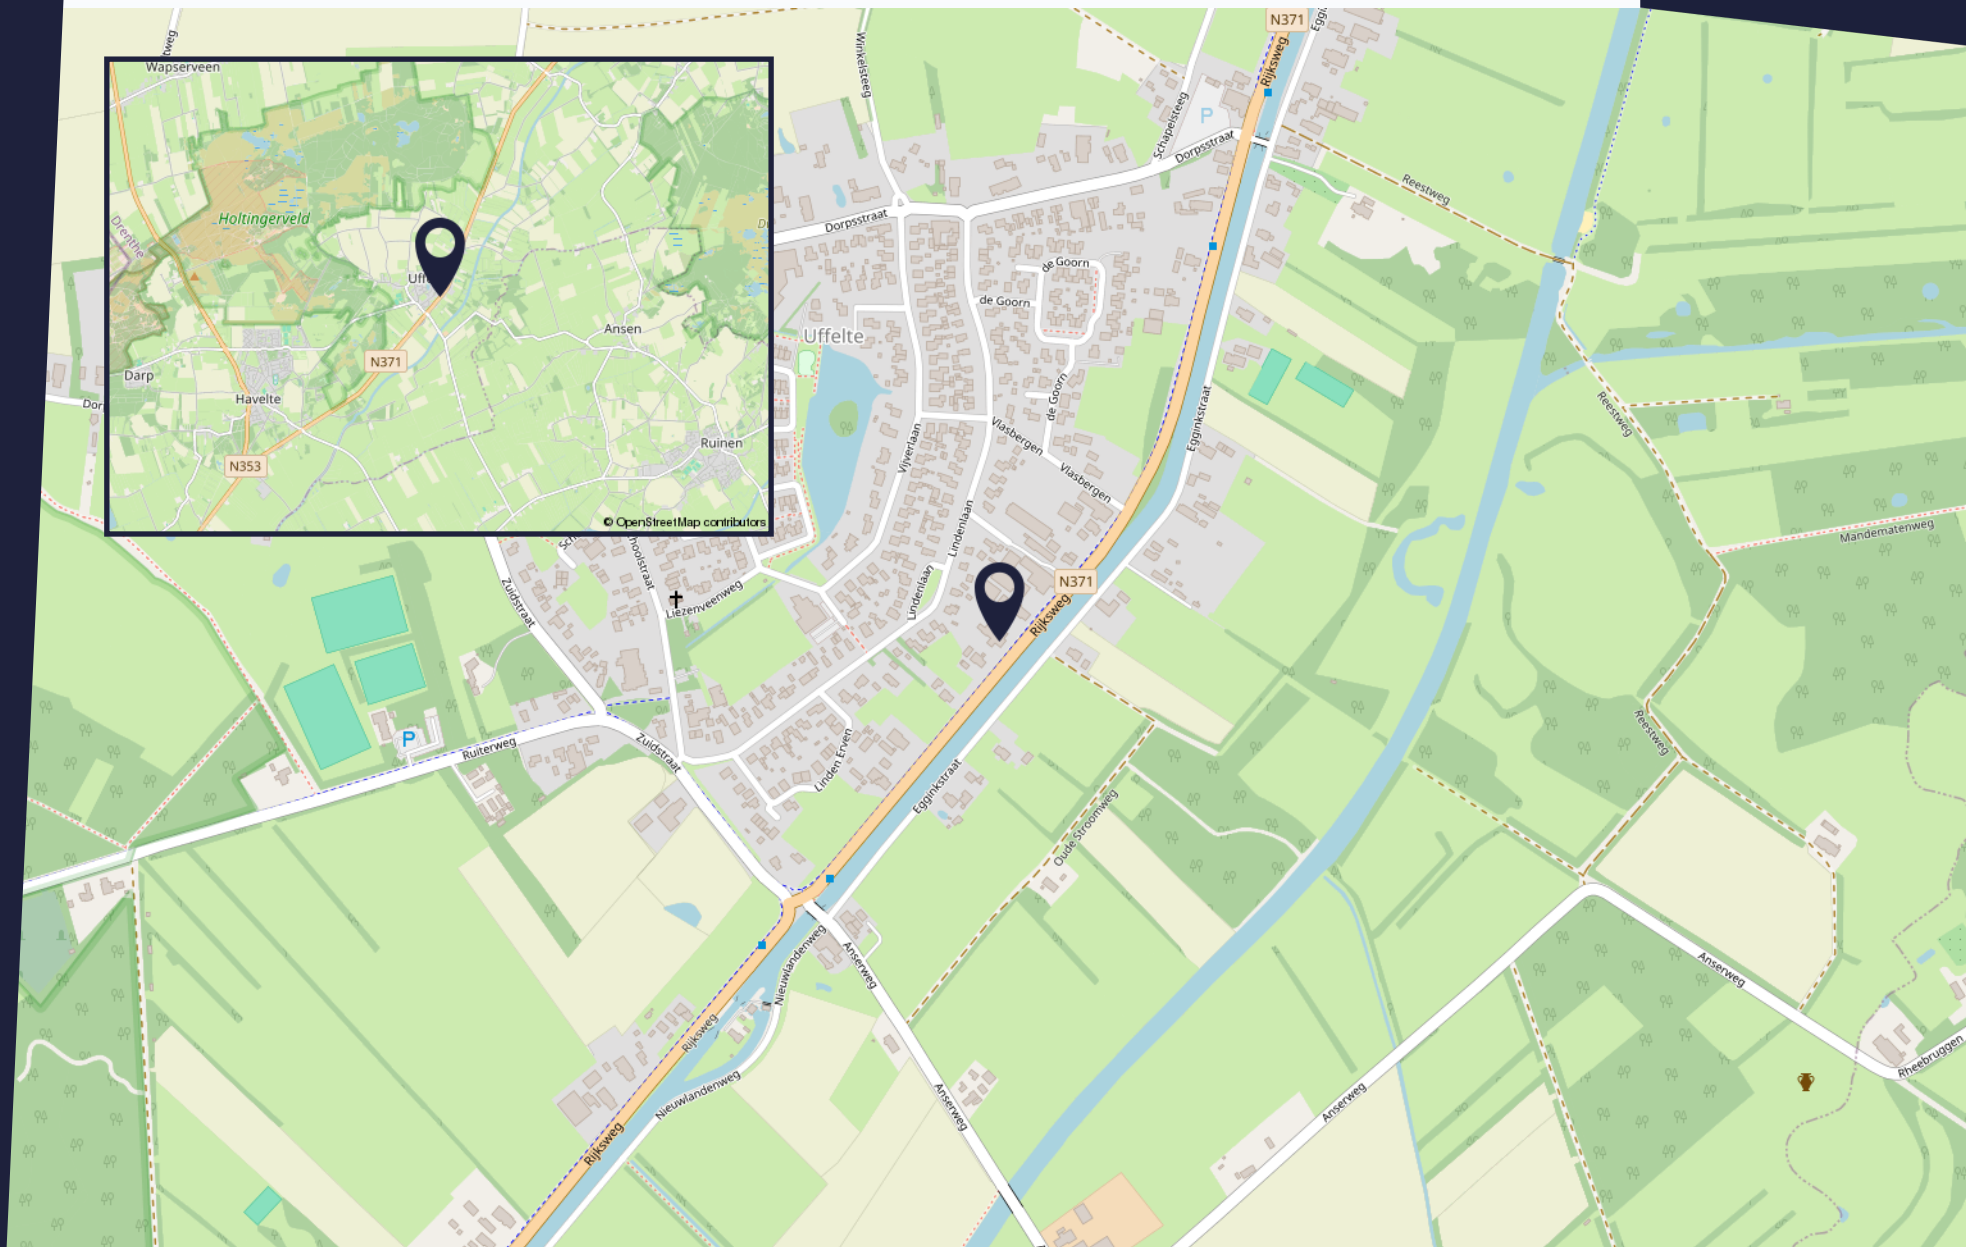 Wapserveen
Holtingerveld
Drenthe
Darp
Havelte
N371
N353
Ansen
Ruinen
© OpenStreetMap contributors
N371
Rijksweg
Winkelsteeg
Schapelsteeg
P
Dorpsstraat
Dorpsstraat
Reestweg
de Goorn
de Goorn
de Goorn
Uffelte
Egginkstraat
Vlasbergen
Vlasbergen
Vijverlaan
Lindenlaan
Lindenlaan
Reestweg
Mandematenweg
N371
Rijksweg
Zuidstraat
Liezenveenweg
Reestweg
P
Ruiterweg
Zuidstraat
Linden Erven
Egginkstraat
Oude Stroomweg
Nieuwlandenweg
Anserweg
Anserweg
Rijksweg
Nieuwlandenweg
Anserweg
Anserweg
Rheebruggen
Rijksweg